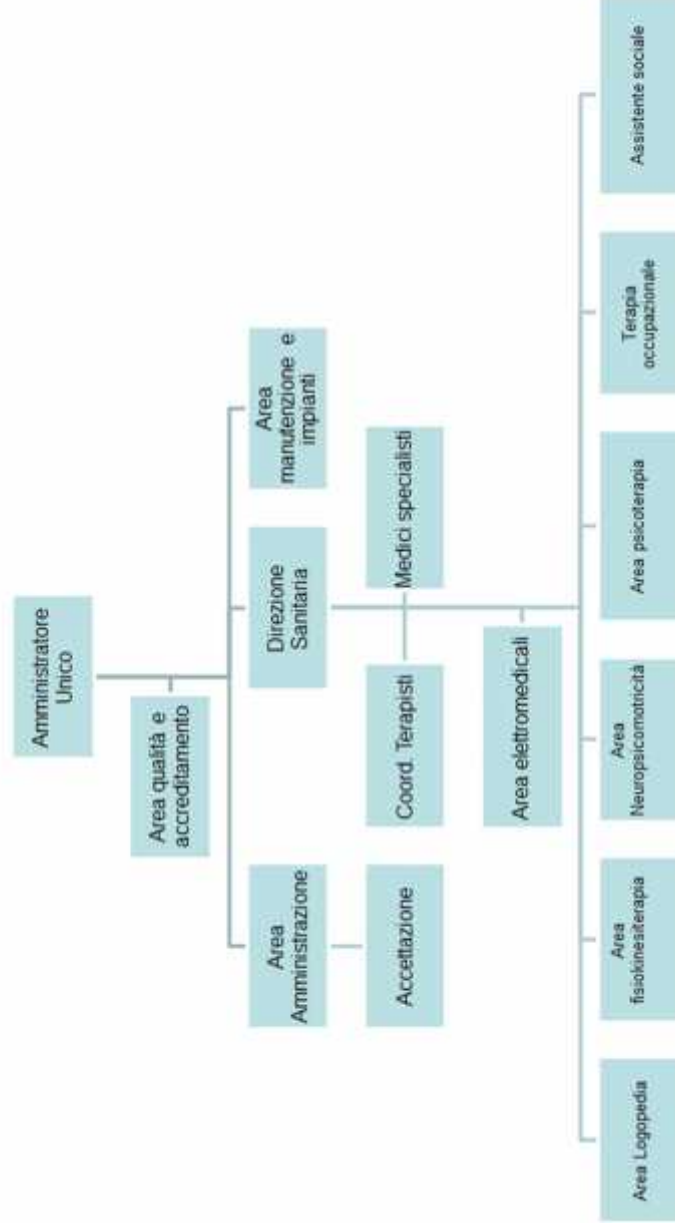 Amministratore
Unico
Area qualità e
accreditamento
Area
Amministrazione
Direzione
Sanitaria
Area
manutenzione e
impianti
Accettazione
Coord. Terapisti
Medici specialisti
Area elettromedicali
Area Logopedia
Area
fisiokinesiterapia
Area
Neuropsicomotricità
Area psicoterapia
Terapia
occupazionale
Assistente sociale